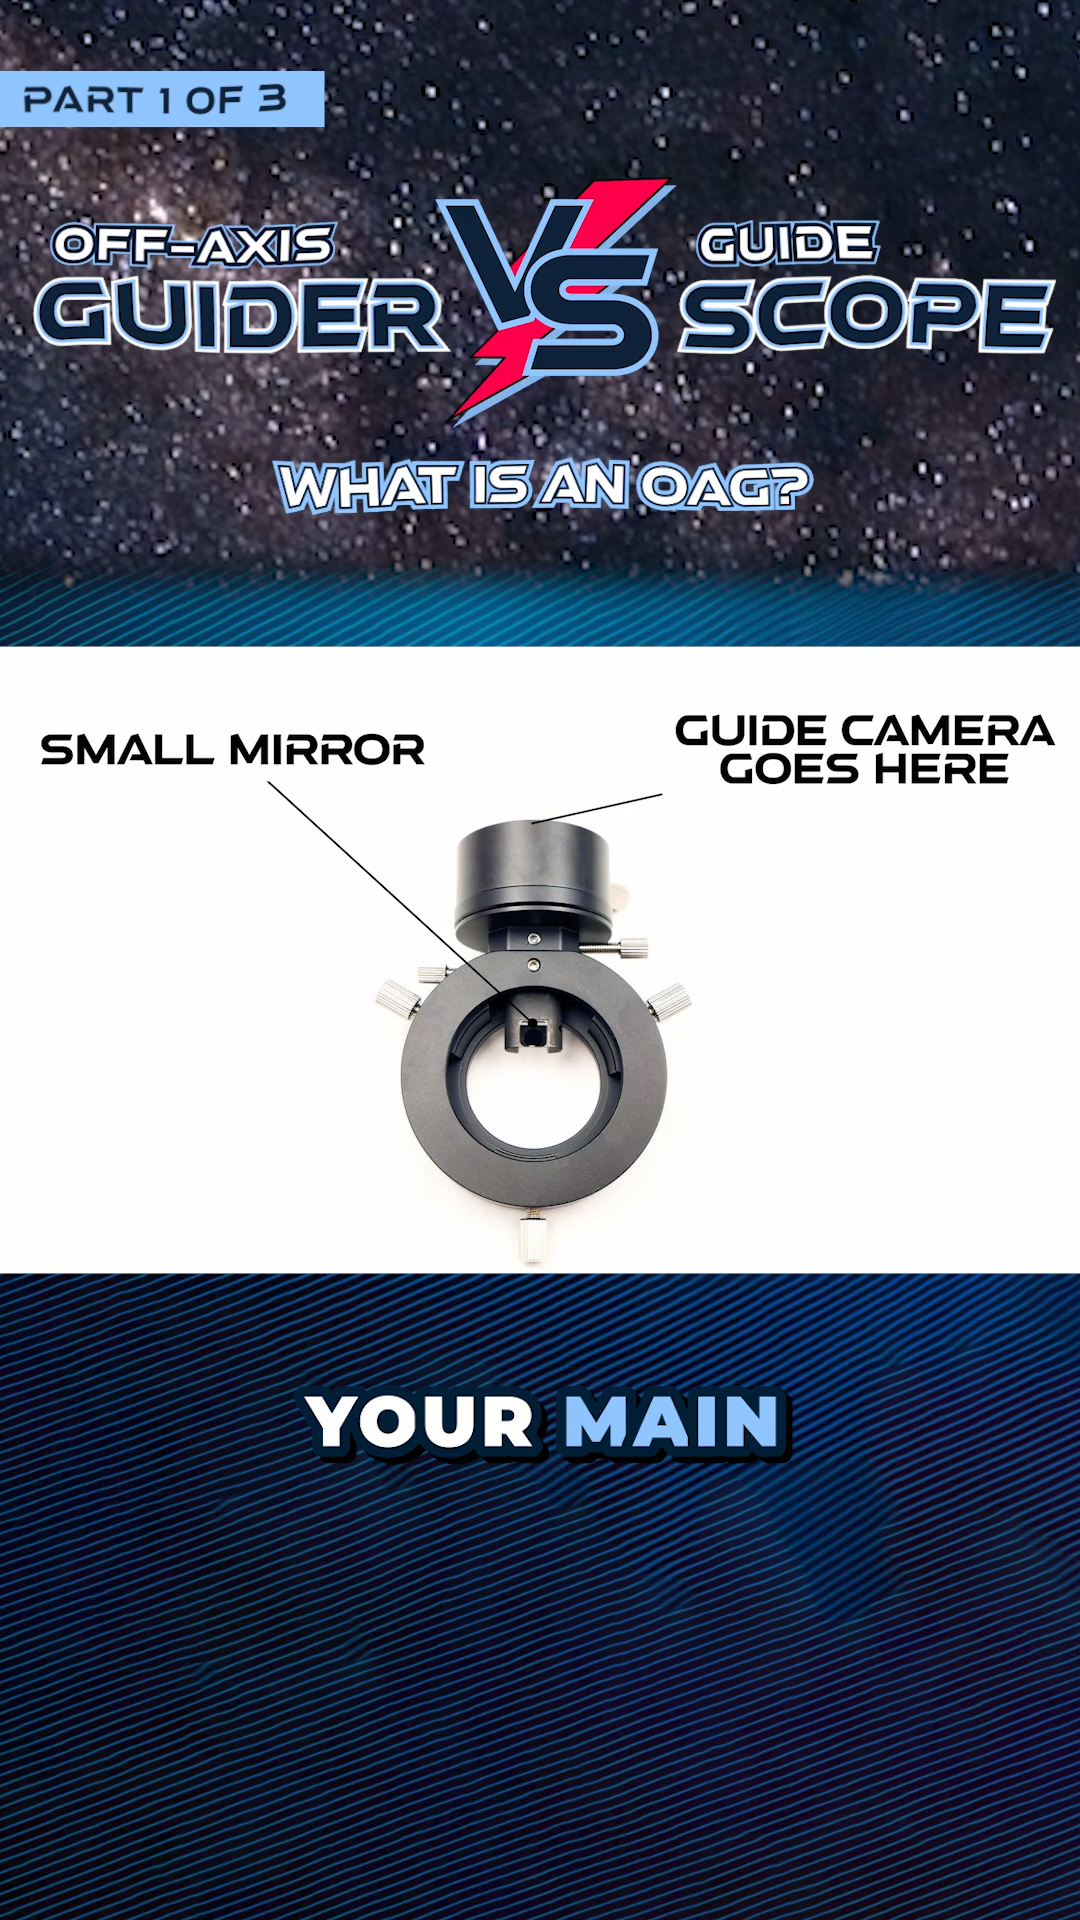 PART 1 OF 3
OFF-AXIS
GUIDER
VS
GUIDE
SCOPE
WHAT IS AN OAG?
SMALL MIRROR
GUIDE CAMERA
GOES HERE
YOUR MAIN